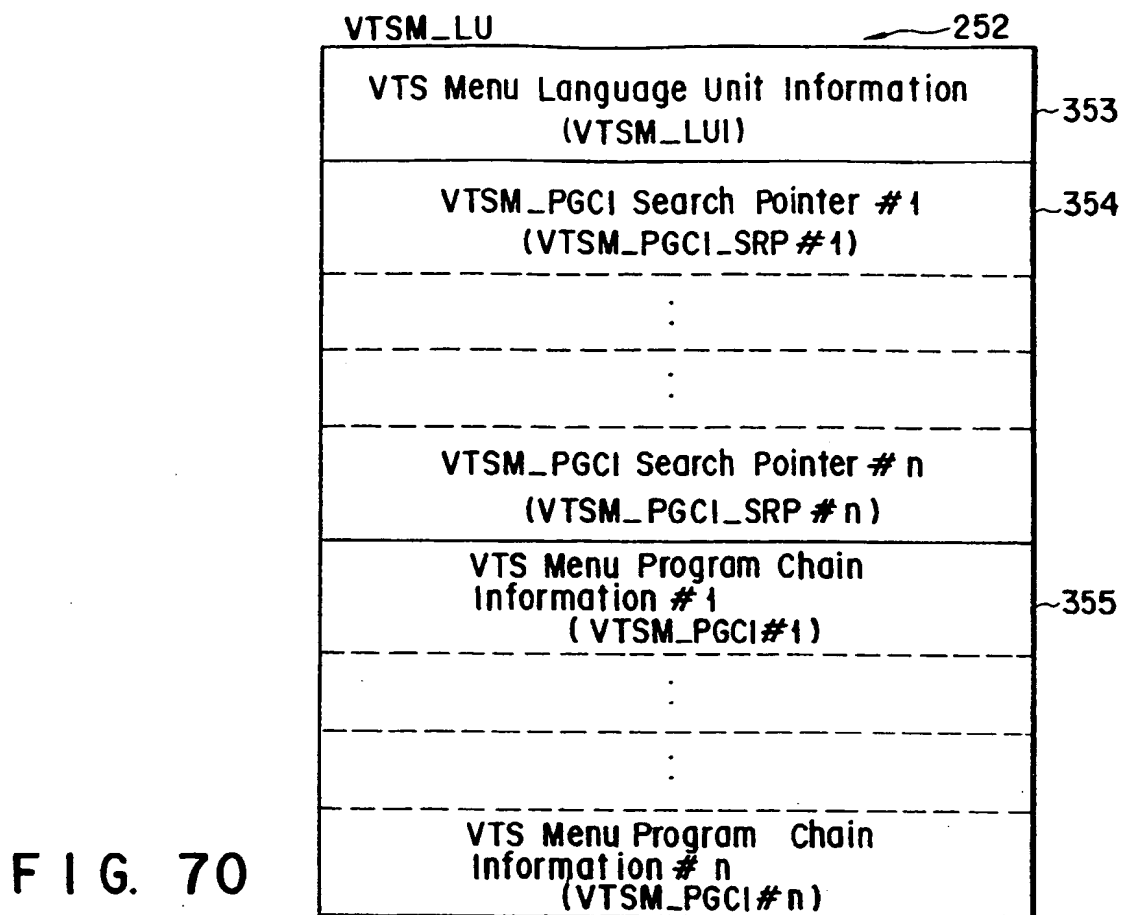 VTSM_LU
252
VTS Menu Language Unit Information
(VTSM_LUI)
353
VTSM_PGCI Search Pointer #1
(VTSM_PGCI_SRP #1)
354
VTSM_PGCI Search Pointer # n
(VTSM_PGCI_SRP # n)
VTS Menu Program Chain
Information #1
(VTSM_PGCI#1)
355
VTS Menu Program Chain
Information # n
(VTSM_PGCI# n)
FIG. 70